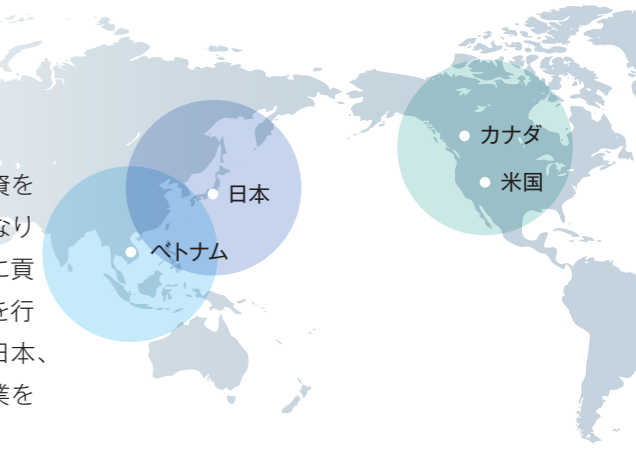 資を
なり
に貢
を行
日本、
業を
日本
ベトナム
カナダ
米国